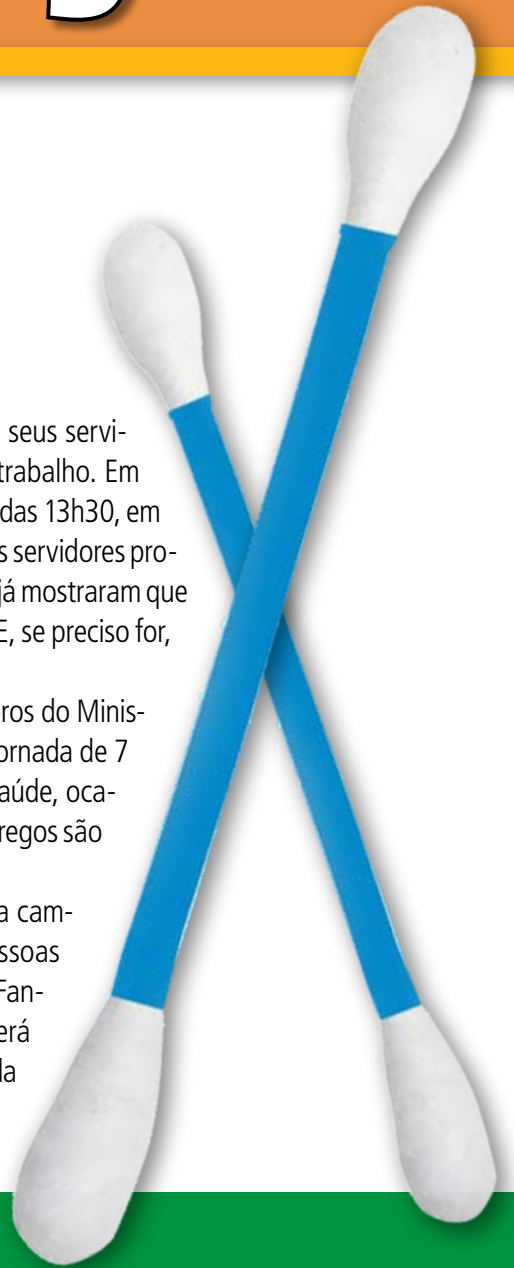 seus servi-
trabalho. Em
das 13h30, em
s servidores pro-
já mostraram que
E, se preciso for,
ros do Minis-
ornada de 7
aúde, oca-
regos são
a cam-
ssoas
Fan-
erá
la